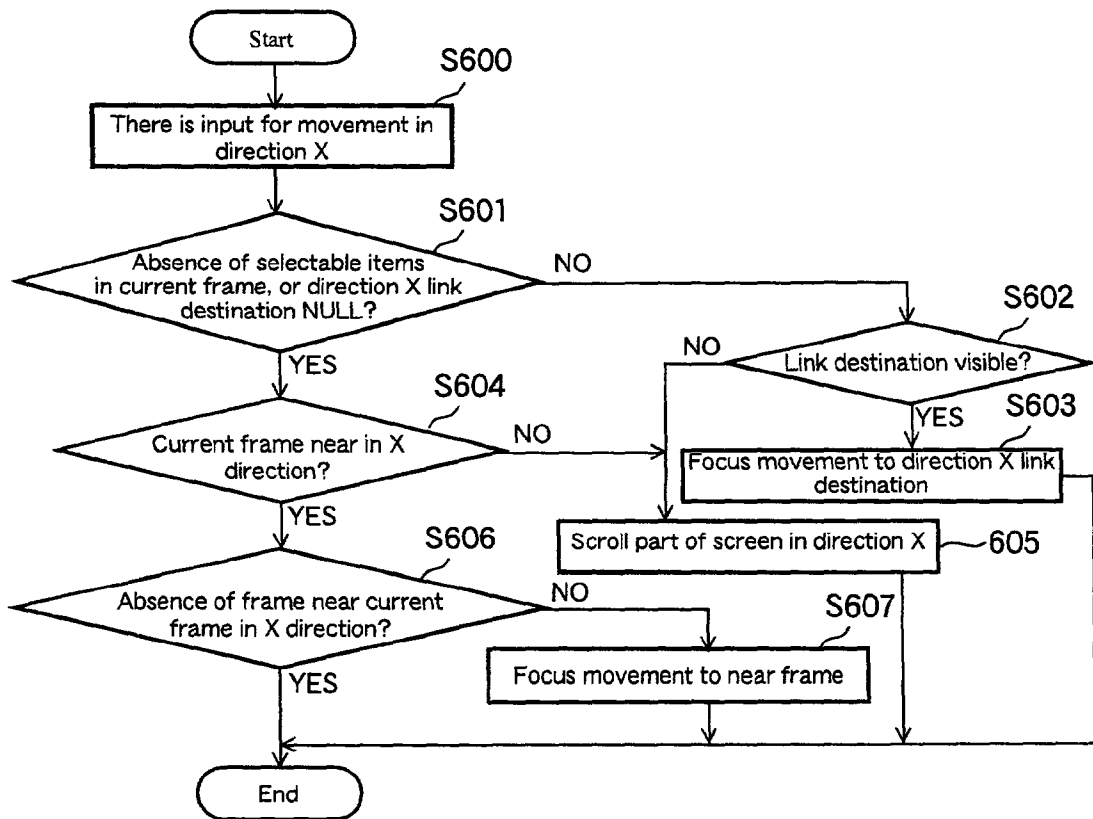 Start
S600
There is input for movement in
direction X
S601
Absence of selectable items
in current frame, or direction X link
destination NULL?
NO
YES
S602
Link destination visible?
NO
YES
S603
Focus movement to direction X link
destination
S604
Current frame near in X
direction?
NO
YES
Scroll part of screen in direction X
605
S606
Absence of frame near current
frame in X direction?
NO
YES
S607
Focus movement to near frame
End